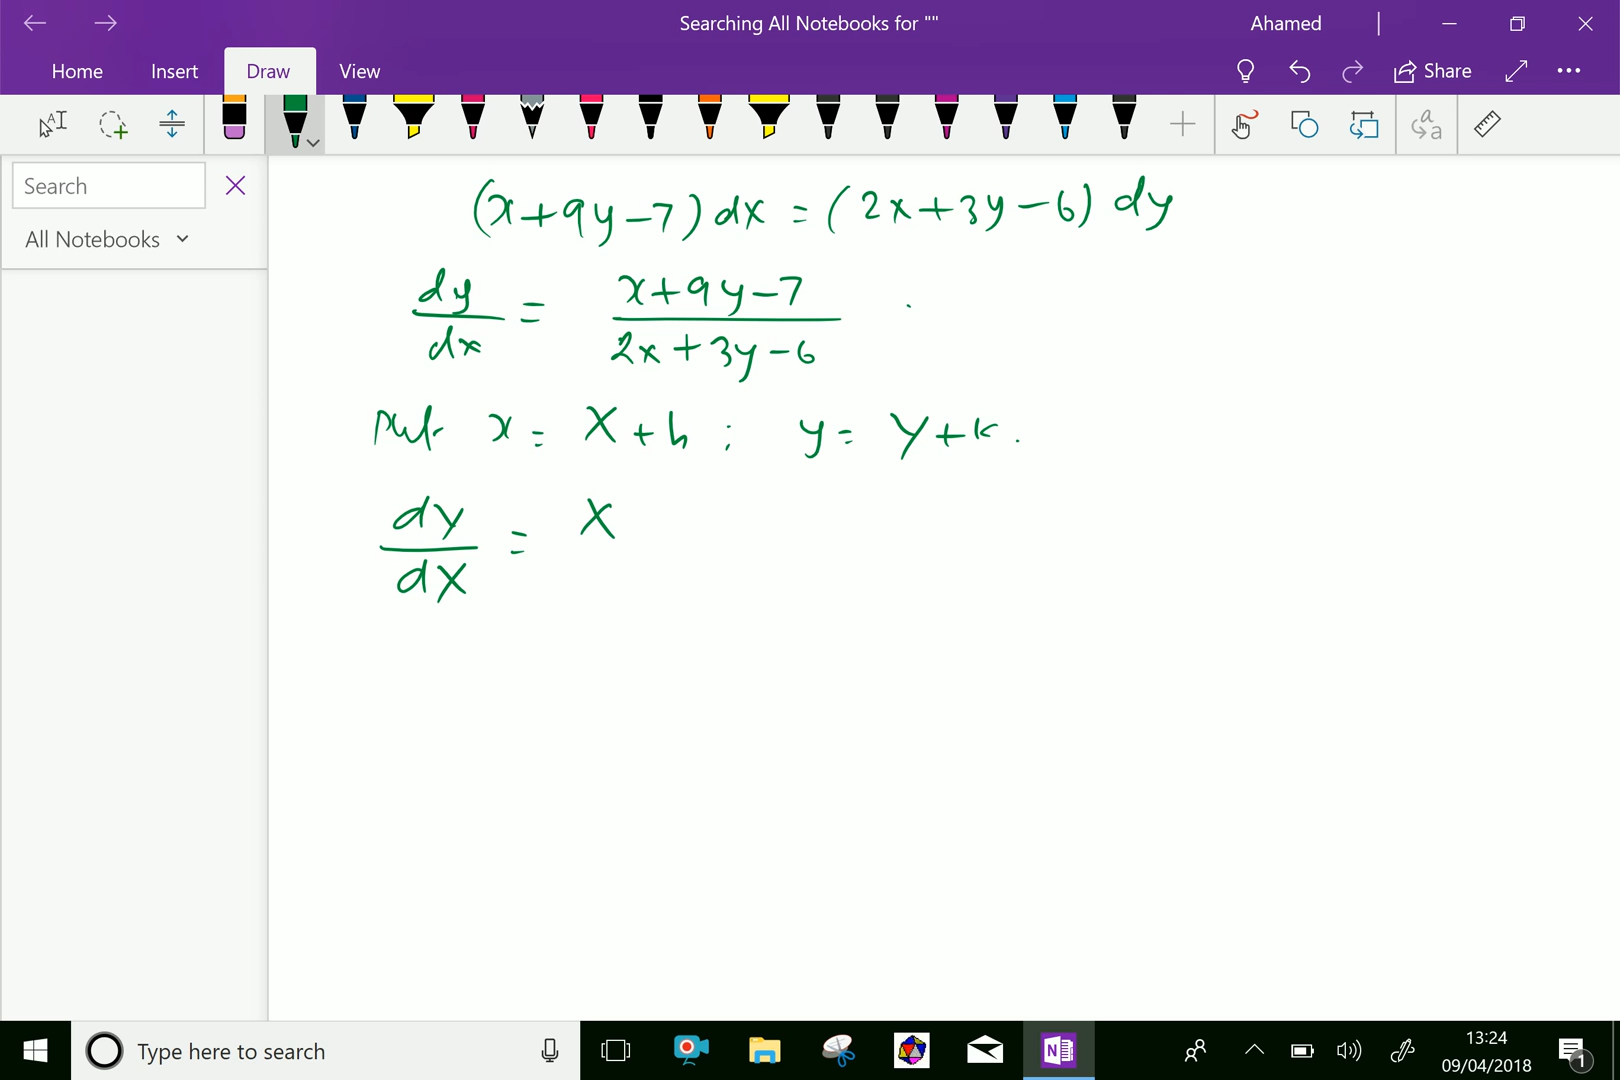 Searching All Notebooks for ""
Ahamed
Home Insert Draw View
Share
Search
All Notebooks
(x+9y-7) dx = (2x+3y-6) dy
dy/dx = x+9y-7 / 2x+3y-6
put x = X+h ; y = Y+k.
dy/dx = X
Type here to search
13:24
09/04/2018
1